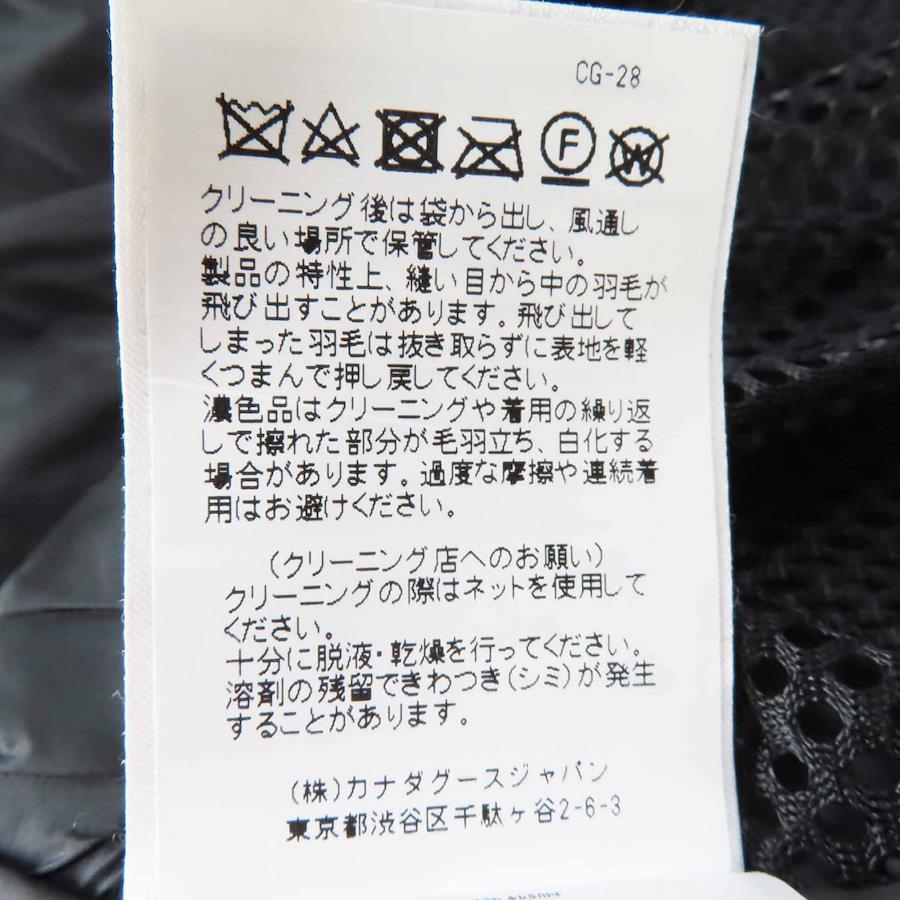 CG-28
F W
クリーニング後は袋から出し、風通し
の良い場所で保管してください。
製品の特性上、縫い目から中の羽毛が
飛び出すことがあります。飛び出して
しまった羽毛は抜き取らずに表地を軽
くつまんで押し戻してください。
濃色品はクリーニングや着用の繰り返
しで擦れた部分が毛羽立ち、白化する
場合があります。過度な摩擦や連続着
用はお避けください。
(クリーニング店へのお願い)
クリーニングの際はネットを使用して
ください。
十分に脱液・乾燥を行ってください。
溶剤の残留できわつき(シミ)が発生
することがあります。
(株)カナダグースジャパン
東京都渋谷区千駄ヶ谷2-6-3